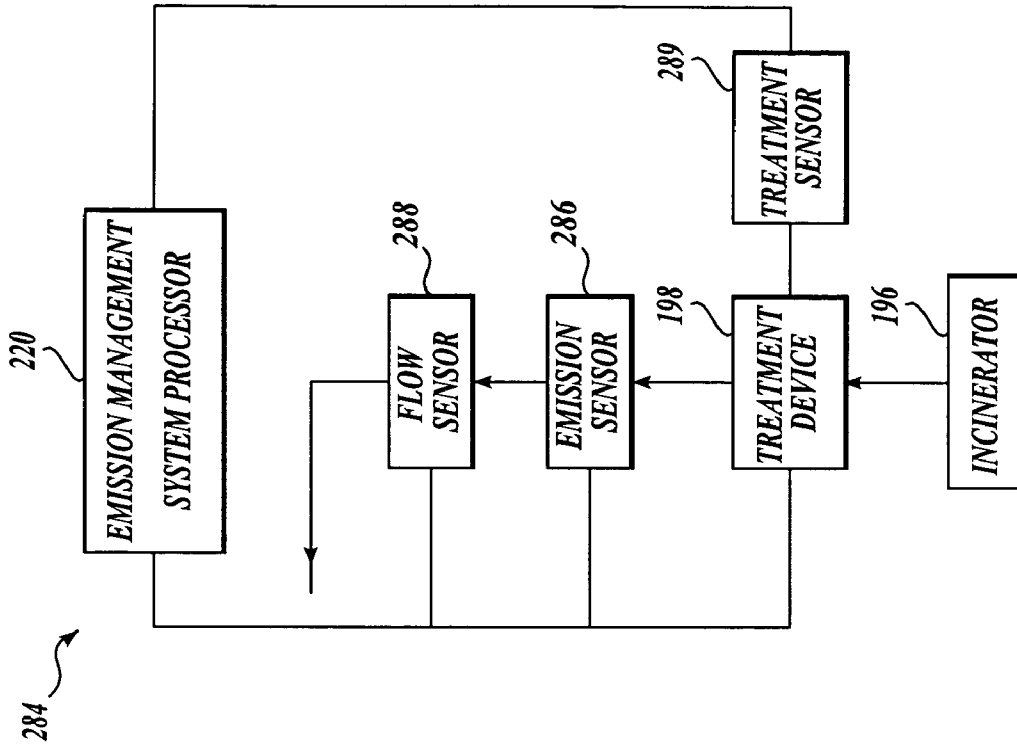 284
220
EMISSION MANAGEMENT
SYSTEM PROCESSOR
288
FLOW
SENSOR
286
EMISSION
SENSOR
198
TREATMENT
DEVICE
289
TREATMENT
SENSOR
196
INCINERATOR